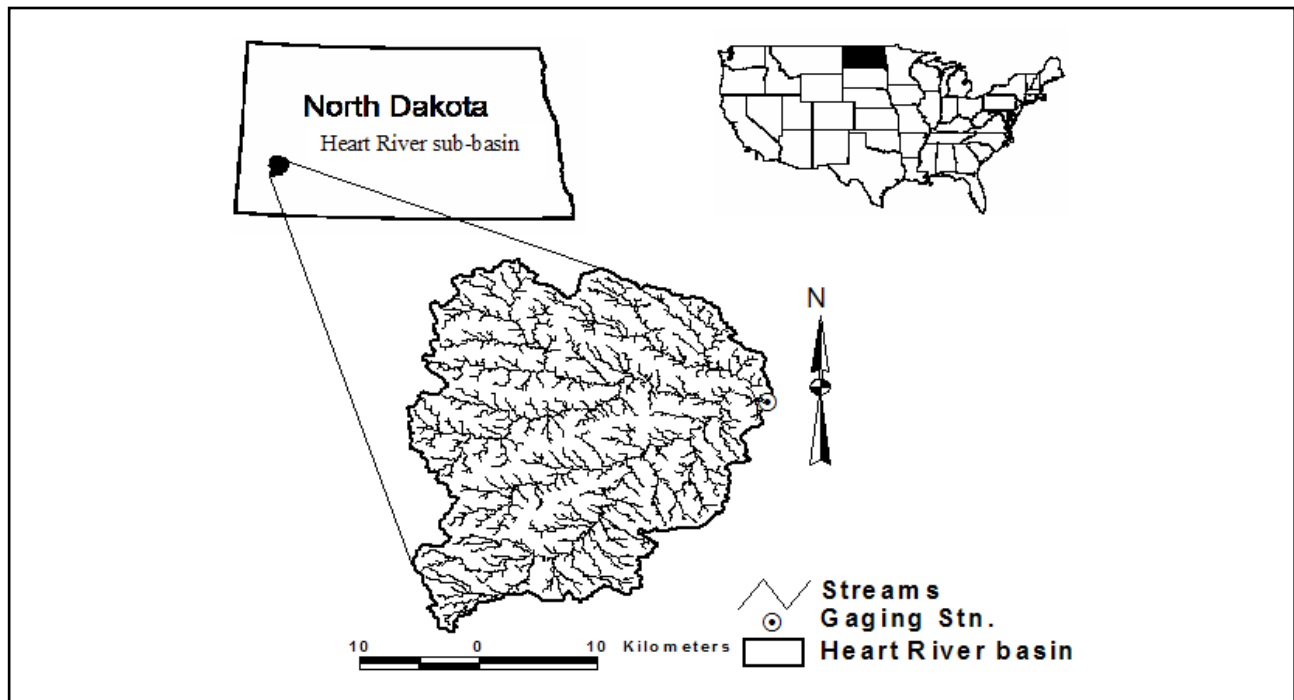 North Dakota
Heart River sub-basin
N
Streams
Gaging Stn.
Heart River basin
10 0 10 Kilometers